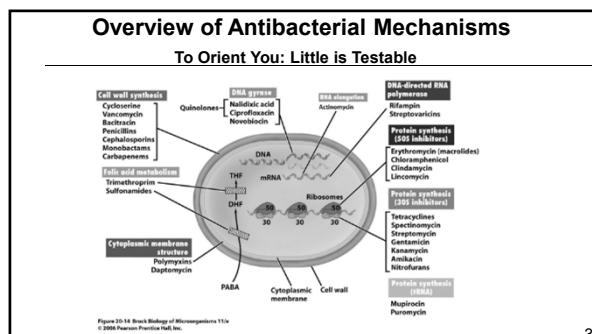 Overview of Antibacterial Mechanisms
To Orient You: Little is Testable
Cell wall synthesis
Cycloserine
Vancomycin
Bacitracin
Penicillins
Cephalosporins
Monobactams
Carbapenems
DNA gyrase
Quinolones
Nalidixic acid
Ciprofloxacin
Novobiocin
RNA elongation
Actinomycin
DNA-directed RNA
polymerase
Rifampin
Streptovaricins
Protein synthesis
(50S inhibitors)
Erythromycin (macrolides)
Chloramphenicol
Clindamycin
Lincomycin
Folic acid metabolism
Trimethoprim
Sulfonamides
DNA
THF
mRNA
Ribosomes
DHF
50
50
50
30
30
30
Protein synthesis
(30S inhibitors)
Tetracyclines
Spectinomycin
Streptomycin
Gentamicin
Kanamycin
Amikacin
Nitrofurans
Cytoplasmic membrane
structure
Polymyxins
Daptomycin
PABA
Cytoplasmic
membrane
Cell wall
Protein synthesis
(tRNA)
Mupirocin
Puromycin
Figure 20-14 Brock Biology of Microorganisms 11/e
© 2006 Pearson Prentice Hall, Inc.
3